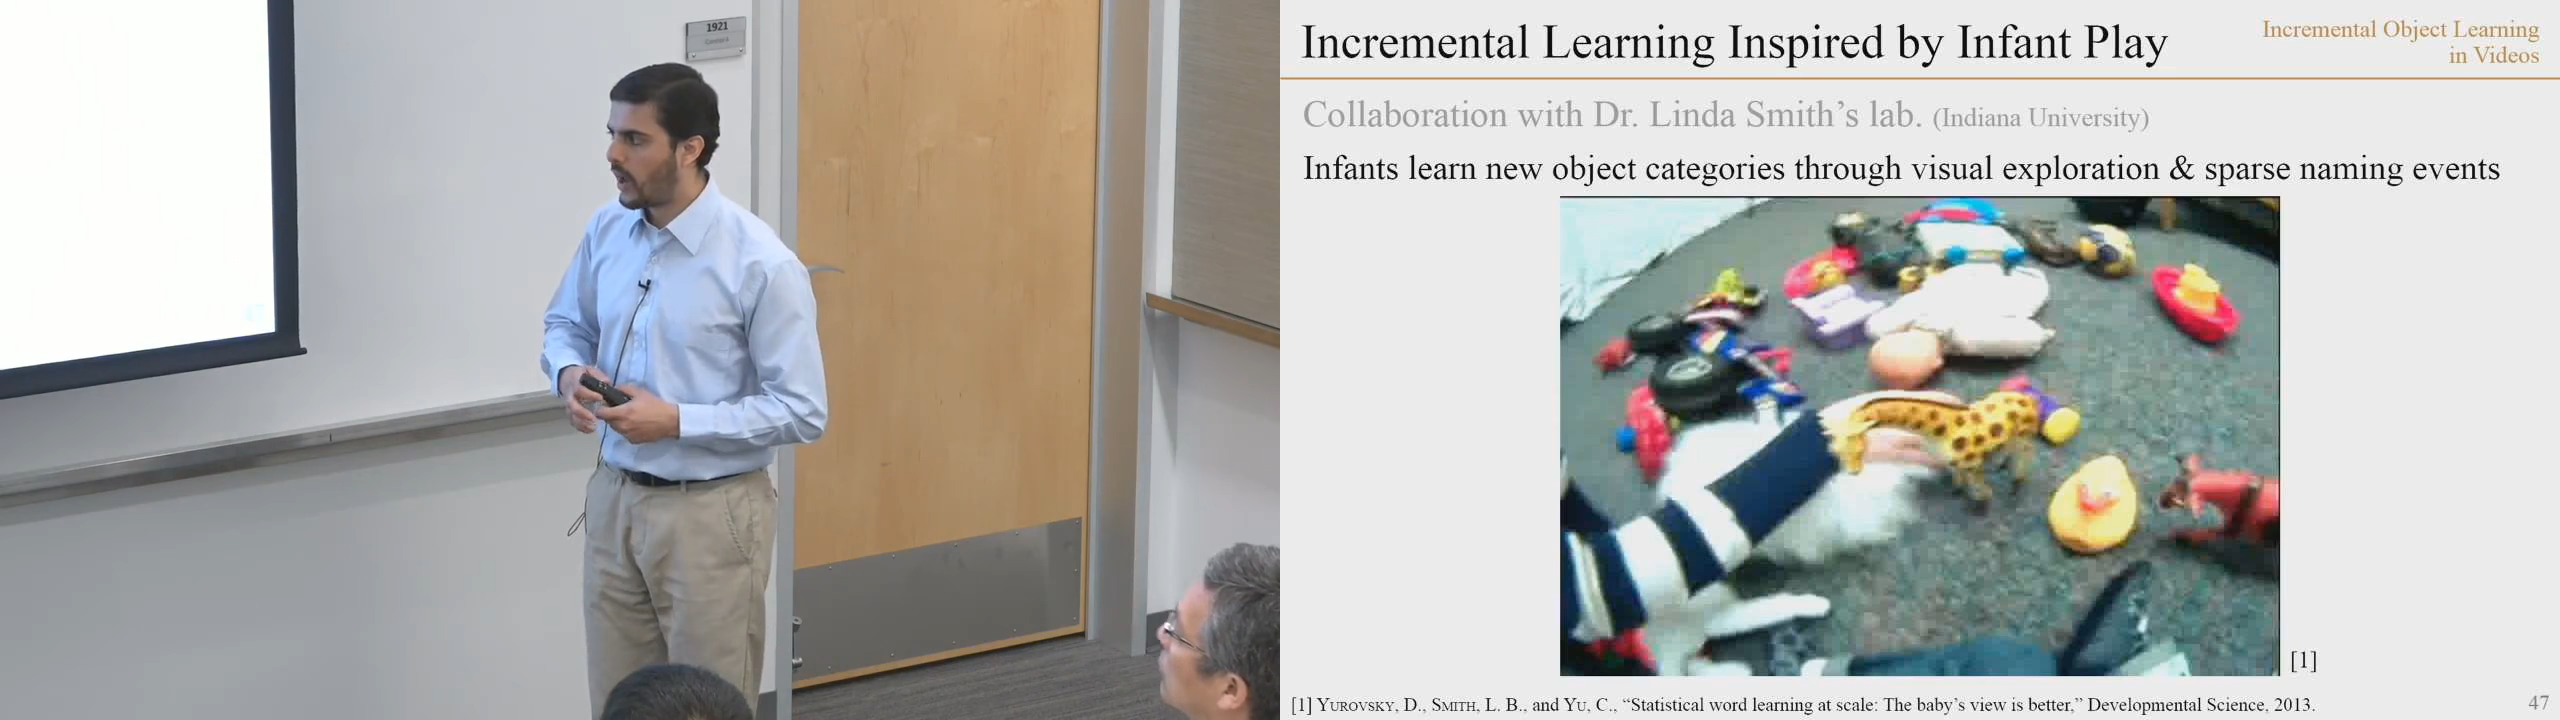 1921
Incremental Learning Inspired by Infant Play
Incremental Object Learning
in Videos
Collaboration with Dr. Linda Smith's lab. (Indiana University)
Infants learn new object categories through visual exploration & sparse naming events
[1]
[1] YUROVSKY, D., SMITH, L. B., and YU, C., “Statistical word learning at scale: The baby's view is better,” Developmental Science, 2013.
47